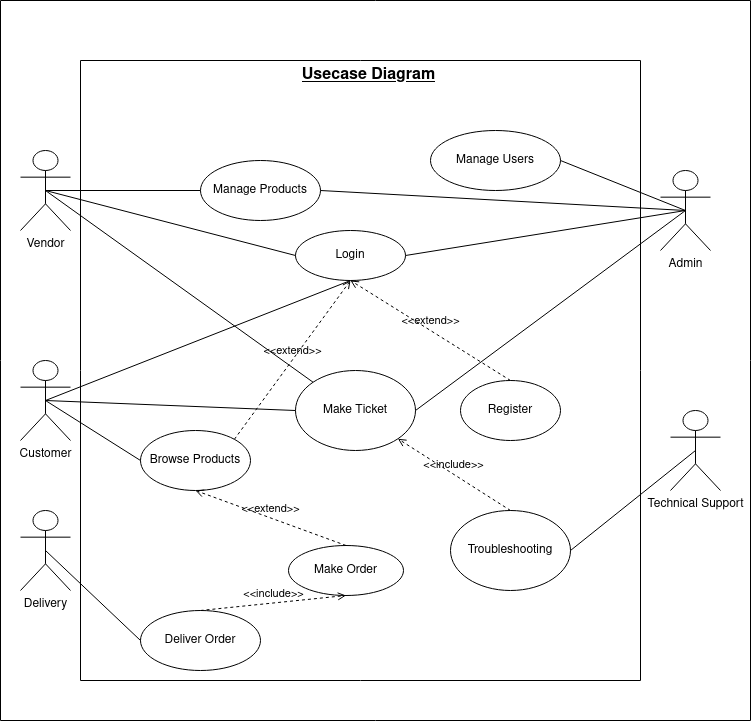 Usecase Diagram
Manage Users
Manage Products
Vendor
Login
Admin
<<extend>>
<<extend>>
Make Ticket
Register
Customer
Browse Products
<<include>>
Technical Support
<<extend>>
Troubleshooting
Make Order
<<include>>
Delivery
Deliver Order